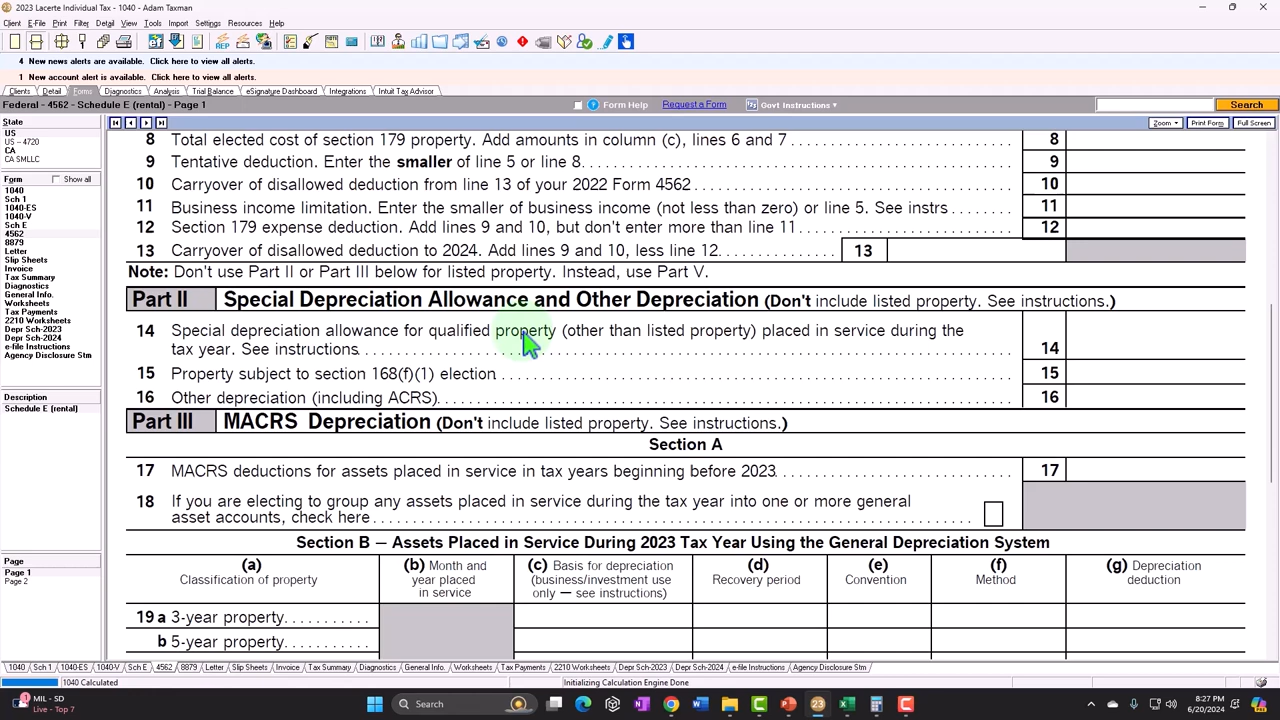 2023 Lacerte Individual Tax - 1040 - Adam Taxman
Client E-File Print Filter Detail View Tools Import Settings Resources Help
4 New news alerts are available. Click here to view all alerts.
1 New account alert is available. Click here to view all alerts.
Clients Detail Forms Diagnostics Analysis Trial Balance eSignature Dashboard Integrations Intuit Tax Advisor
Federal - 4562 - Schedule E (rental) - Page 1
Form Help Request a Form Govt Instructions Search
Zoom Print Form Full Screen
State
US
US - 4720
CA
CA SMLLC
Form Show all
1040
Sch 1
1040-ES
1040-V
Sch E
4562
8879
Letter
Slip Sheets
Invoice
Tax Summary
Diagnostics
General Info.
Worksheets
Tax Payments
2210 Worksheets
Depr Sch-2023
Depr Sch-2024
e-file Instructions
Agency Disclosure Stm
Description
Schedule E (rental)
Page
Page 1
Page 2
8 Total elected cost of section 179 property. Add amounts in column (c), lines 6 and 7 8
9 Tentative deduction. Enter the smaller of line 5 or line 8 9
10 Carryover of disallowed deduction from line 13 of your 2022 Form 4562 10
11 Business income limitation. Enter the smaller of business income (not less than zero) or line 5. See instrs 11
12 Section 179 expense deduction. Add lines 9 and 10, but don't enter more than line 11 12
13 Carryover of disallowed deduction to 2024. Add lines 9 and 10, less line 12 13
Note: Don't use Part II or Part III below for listed property. Instead, use Part V.
Part II Special Depreciation Allowance and Other Depreciation (Don't include listed property. See instructions.)
14 Special depreciation allowance for qualified property (other than listed property) placed in service during the
tax year. See instructions 14
15 Property subject to section 168(f)(1) election 15
16 Other depreciation (including ACRS) 16
Part III MACRS Depreciation (Don't include listed property. See instructions.)
Section A
17 MACRS deductions for assets placed in service in tax years beginning before 2023 17
18 If you are electing to group any assets placed in service during the tax year into one or more general
asset accounts, check here
Section B – Assets Placed in Service During 2023 Tax Year Using the General Depreciation System
(a) Classification of property
(b) Month and year placed in service
(c) Basis for depreciation (business/investment use only — see instructions)
(d) Recovery period
(e) Convention
(f) Method
(g) Depreciation deduction
19 a 3-year property
b 5-year property
1040 Sch 1 1040-ES 1040-V Sch E 4562 8879 Letter Slip Sheets Invoice Tax Summary Diagnostics General Info. Worksheets Tax Payments 2210 Worksheets Depr Sch-2023 Depr Sch-2024 e-file Instructions Agency Disclosure Stm
1040 Calculated Initializing Calculation Engine Done
MIL - SD
Live - Top 7
Search
8:27 PM
6/20/2024